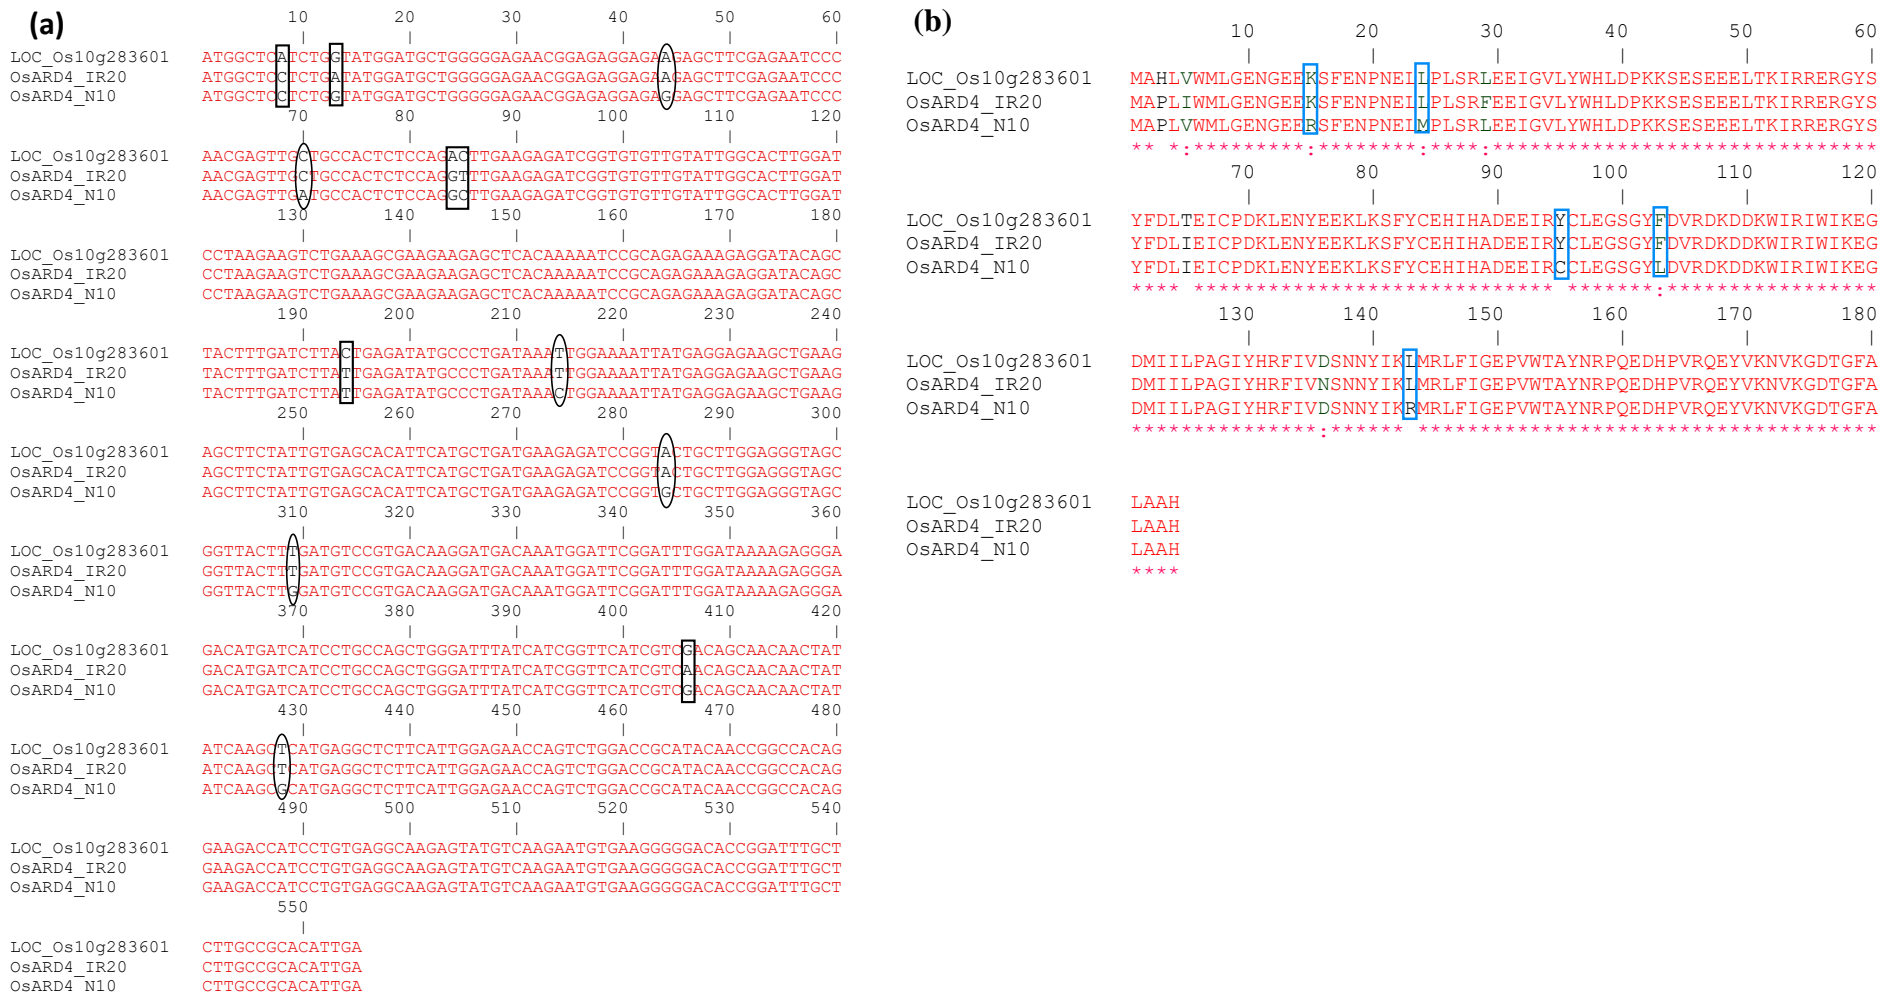 (a)
10 20 30 40 50 60
| | | | | |
LOC_Os10g283601 ATGGCTCATCTGGTATGGATGCTGGGGGAGAACGGAGAGGAGAAGAGCTTCGAGAATCCC
OsARD4_IR20 ATGGCTCCTCTGATATGGATGCTGGGGGAGAACGGAGAGGAGAAGAGCTTCGAGAATCCC
OsARD4_N10 ATGGCTCCTCTGGTATGGATGCTGGGGGAGAACGGAGAGGAGAGGAGCTTCGAGAATCCC
70 80 90 100 110 120
| | | | | |
LOC_Os10g283601 AACGAGTTGCTGCCACTCTCCAGACTTGAAGAGATCGGTGTGTTGTATTGGCACTTGGAT
OsARD4_IR20 AACGAGTTGCTGCCACTCTCCAGGTTTGAAGAGATCGGTGTGTTGTATTGGCACTTGGAT
OsARD4_N10 AACGAGTTGATGCCACTCTCCAGGCTTGAAGAGATCGGTGTGTTGTATTGGCACTTGGAT
130 140 150 160 170 180
| | | | | |
LOC_Os10g283601 CCTAAGAAGTCTGAAAGCGAAGAAGAGCTCACAAAAATCCGCAGAGAAAGAGGATACAGC
OsARD4_IR20 CCTAAGAAGTCTGAAAGCGAAGAAGAGCTCACAAAAATCCGCAGAGAAAGAGGATACAGC
OsARD4_N10 CCTAAGAAGTCTGAAAGCGAAGAAGAGCTCACAAAAATCCGCAGAGAAAGAGGATACAGC
190 200 210 220 230 240
| | | | | |
LOC_Os10g283601 TACTTTGATCTTACTGAGATATGCCCTGATAAATTGGAAAATTATGAGGAGAAGCTGAAG
OsARD4_IR20 TACTTTGATCTTATTGAGATATGCCCTGATAAATTGGAAAATTATGAGGAGAAGCTGAAG
OsARD4_N10 TACTTTGATCTTATTGAGATATGCCCTGATAAACTGGAAAATTATGAGGAGAAGCTGAAG
250 260 270 280 290 300
| | | | | |
LOC_Os10g283601 AGCTTCTATTGTGAGCACATTCATGCTGATGAAGAGATCCGGTACTGCTTGGAGGGTAGC
OsARD4_IR20 AGCTTCTATTGTGAGCACATTCATGCTGATGAAGAGATCCGGTACTGCTTGGAGGGTAGC
OsARD4_N10 AGCTTCTATTGTGAGCACATTCATGCTGATGAAGAGATCCGGTGCTGCTTGGAGGGTAGC
310 320 330 340 350 360
| | | | | |
LOC_Os10g283601 GGTTACTTTGATGTCCGTGACAAGGATGACAAATGGATTCGGATTTGGATAAAAGAGGGA
OsARD4_IR20 GGTTACTTTGATGTCCGTGACAAGGATGACAAATGGATTCGGATTTGGATAAAAGAGGGA
OsARD4_N10 GGTTACTTGGATGTCCGTGACAAGGATGACAAATGGATTCGGATTTGGATAAAAGAGGGA
370 380 390 400 410 420
| | | | | |
LOC_Os10g283601 GACATGATCATCCTGCCAGCTGGGATTTATCATCGGTTCATCGTCGACAGCAACAACTAT
OsARD4_IR20 GACATGATCATCCTGCCAGCTGGGATTTATCATCGGTTCATCGTCAACAGCAACAACTAT
OsARD4_N10 GACATGATCATCCTGCCAGCTGGGATTTATCATCGGTTCATCGTCGACAGCAACAACTAT
430 440 450 460 470 480
| | | | | |
LOC_Os10g283601 ATCAAGCTCATGAGGCTCTTCATTGGAGAACCAGTCTGGACCGCATACAACCGGCCACAG
OsARD4_IR20 ATCAAGCTCATGAGGCTCTTCATTGGAGAACCAGTCTGGACCGCATACAACCGGCCACAG
OsARD4_N10 ATCAAGCGCATGAGGCTCTTCATTGGAGAACCAGTCTGGACCGCATACAACCGGCCACAG
490 500 510 520 530 540
| | | | | |
LOC_Os10g283601 GAAGACCATCCTGTGAGGCAAGAGTATGTCAAGAATGTGAAGGGGGACACCGGATTTGCT
OsARD4_IR20 GAAGACCATCCTGTGAGGCAAGAGTATGTCAAGAATGTGAAGGGGGACACCGGATTTGCT
OsARD4_N10 GAAGACCATCCTGTGAGGCAAGAGTATGTCAAGAATGTGAAGGGGGACACCGGATTTGCT
550
|
LOC_Os10g283601 CTTGCCGCACATTGA
OsARD4_IR20 CTTGCCGCACATTGA
OsARD4_N10 CTTGCCGCACATTGA
(b)
10 20 30 40 50 60
| | | | | |
LOC_Os10g283601 MAHLVWMLGENGEEKSFENPNELLPLSRLEEIGVLYWHLDPKKSESEEELTKIRRERGYS
OsARD4_IR20 MAPLIWMLGENGEEKSFENPNELLPLSRFEEIGVLYWHLDPKKSESEEELTKIRRERGYS
OsARD4_N10 MAPLVWMLGENGEERSFENPNELMPLSRLEEIGVLYWHLDPKKSESEEELTKIRRERGYS
** *:*********:********:****:*******************************
70 80 90 100 110 120
| | | | | |
LOC_Os10g283601 YFDLTEICPDKLENYEEKLKSFYCEHIHADEEIRYCLEGSGYFDVRDKDDKWIRIWIKEG
OsARD4_IR20 YFDLIEICPDKLENYEEKLKSFYCEHIHADEEIRYCLEGSGYFDVRDKDDKWIRIWIKEG
OsARD4_N10 YFDLIEICPDKLENYEEKLKSFYCEHIHADEEIRCCLEGSGYLDVRDKDDKWIRIWIKEG
**** ***************************** *******:*****************
130 140 150 160 170 180
| | | | | |
LOC_Os10g283601 DMIILPAGIYHRFIVDSNNYIKLMRLFIGEPVWTAYNRPQEDHPVRQEYVKNVKGDTGFA
OsARD4_IR20 DMIILPAGIYHRFIVNSNNYIKLMRLFIGEPVWTAYNRPQEDHPVRQEYVKNVKGDTGFA
OsARD4_N10 DMIILPAGIYHRFIVDSNNYIKRMRLFIGEPVWTAYNRPQEDHPVRQEYVKNVKGDTGFA
***************:****** *************************************
LOC_Os10g283601 LAAH
OsARD4_IR20 LAAH
OsARD4_N10 LAAH
****